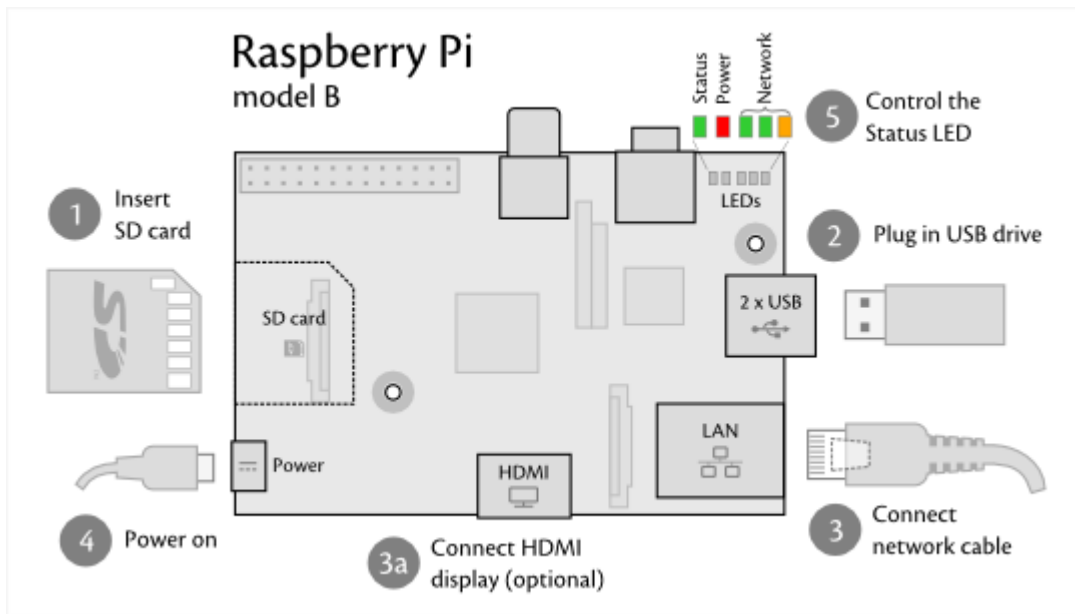 Raspberry Pi
model B
Status
Power
Network
5
Control the
Status LED
LEDs
1
Insert
SD card
2
Plug in USB drive
SD
SD card
2 x USB
LAN
Power
HDMI
4
Power on
3a
Connect HDMI
display (optional)
3
Connect
network cable